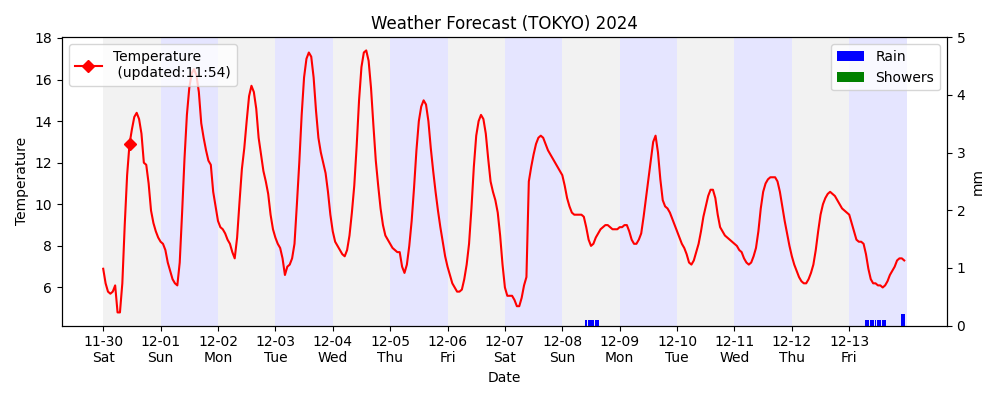 Weather Forecast (TOKYO) 2024
Temperature
(updated:11:54)
Rain
Showers
Temperature
18
16
14
12
10
8
6
5
4
3
2
1
0
mm
11-30 12-01 12-02 12-03 12-04 12-05 12-06 12-07 12-08 12-09 12-10 12-11 12-12 12-13
Sat Sun Mon Tue Wed Thu Fri Sat Sun Mon Tue Wed Thu Fri
Date